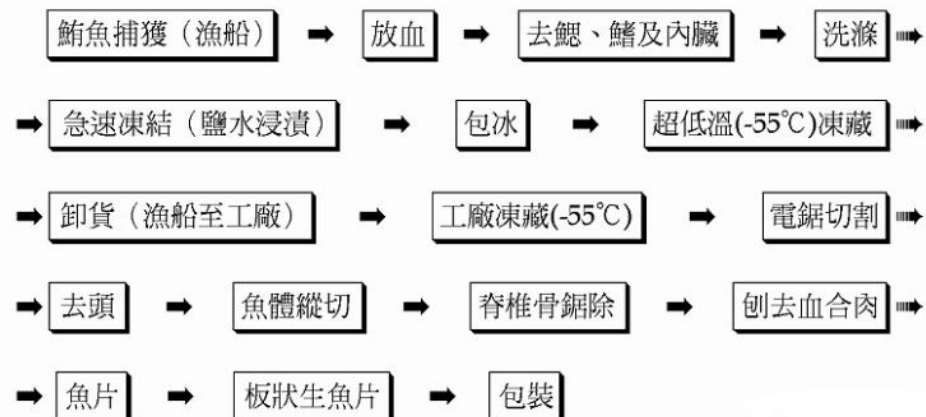 鮪魚捕獲（漁船） ➡ 放血 ➡ 去鰓、鰭及內臟 ➡ 洗滌 ➡
➡ 急速凍結（鹽水浸漬） ➡ 包冰 ➡ 超低溫(-55℃)凍藏 ➡
➡ 卸貨（漁船至工廠） ➡ 工廠凍藏(-55℃) ➡ 電鋸切割 ➡
➡ 去頭 ➡ 魚體縱切 ➡ 脊椎骨鋸除 ➡ 刨去血合肉 ➡
➡ 魚片 ➡ 板狀生魚片 ➡ 包裝